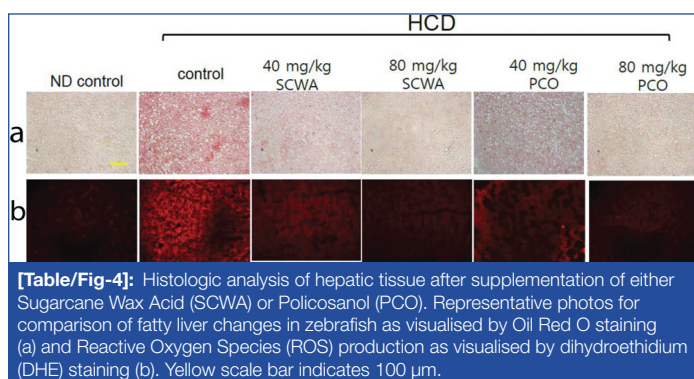 HCD
ND control
control
40 mg/kg
SCWA
80 mg/kg
SCWA
40 mg/kg
PCO
80 mg/kg
PCO
a
b
[Table/Fig-4]: Histologic analysis of hepatic tissue after supplementation of either
Sugarcane Wax Acid (SCWA) or Policosanol (PCO). Representative photos for
comparison of fatty liver changes in zebrafish as visualised by Oil Red O staining
(a) and Reactive Oxygen Species (ROS) production as visualised by dihydroethidium
(DHE) staining (b). Yellow scale bar indicates 100 μm.